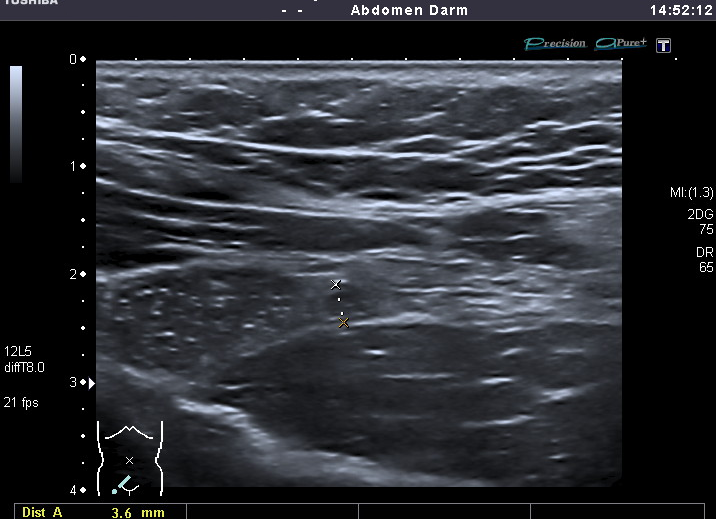 TOSHIBA
- - Abdomen Darm 14:52:12
Precision APure+ T
0
1
MI:(1.3)
2DG
75
DR
65
2
12L5
diffT8.0
21 fps
3
4
Dist A 3.6 mm